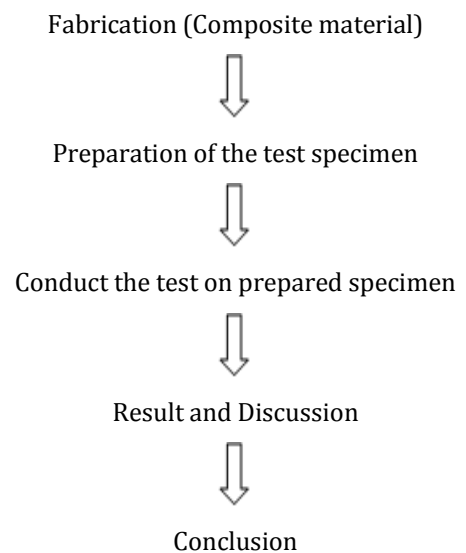 Fabrication (Composite material)
Preparation of the test specimen
Conduct the test on prepared specimen
Result and Discussion
Conclusion